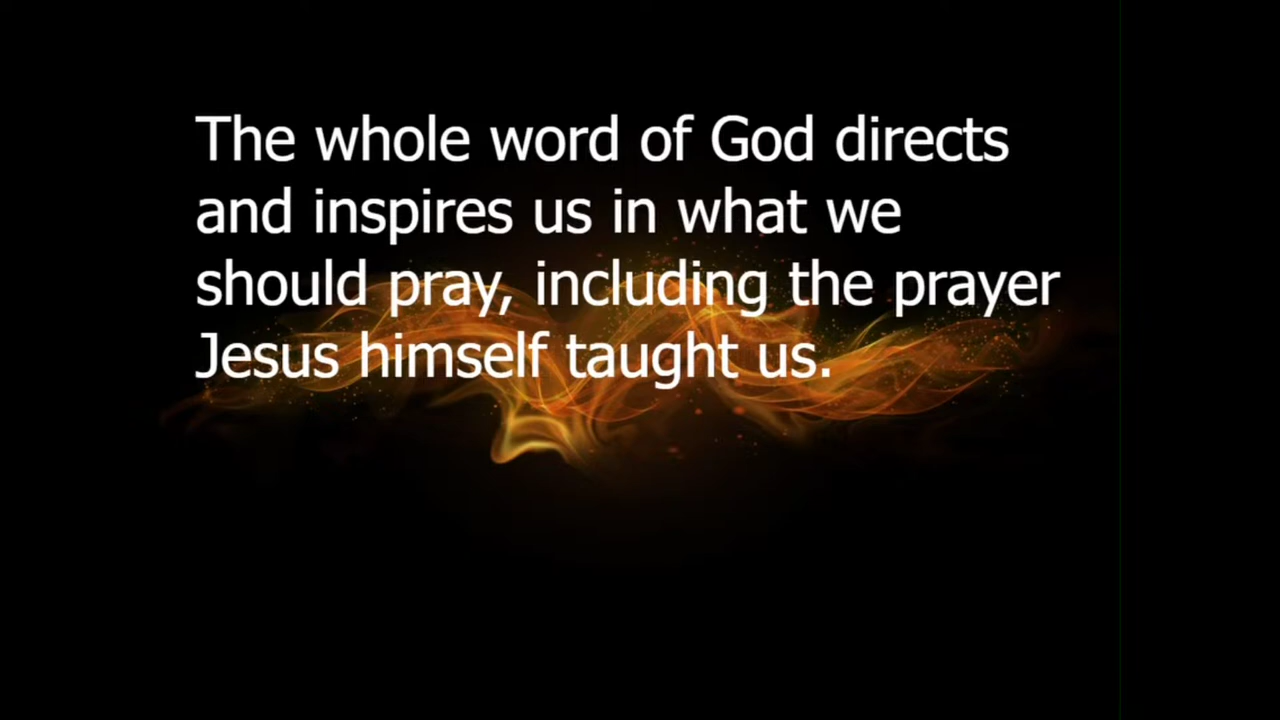 The whole word of God directs
and inspires us in what we
should pray, including the prayer
Jesus himself taught us.